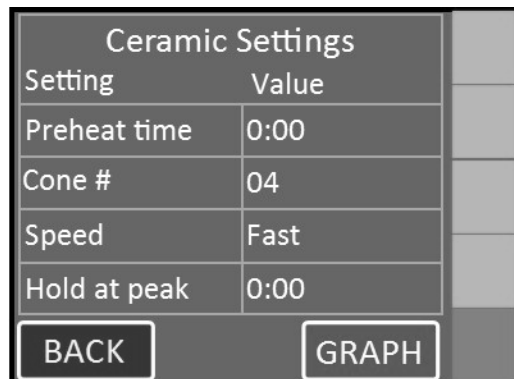 Ceramic Settings
Setting Value
Preheat time 0:00
Cone # 04
Speed Fast
Hold at peak 0:00
BACK GRAPH